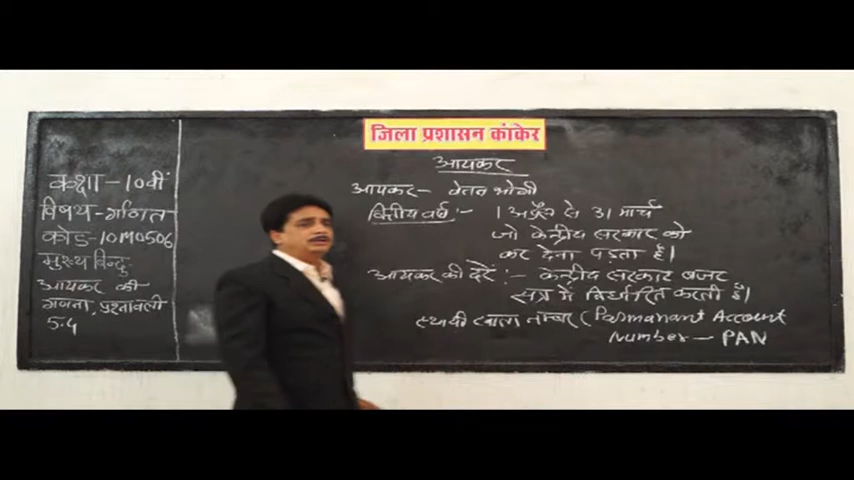 जिला प्रशासन कांकेर
कक्षा - 10वीं
विषय - गणित
कोड - 10M0506
मुख्य बिन्दु
आयकर की
गणना, प्रश्नावली
5.4
आयकर
आयकर - वेतन भोगी
वित्तीय वर्ष :- 1 अप्रैल से 31 मार्च
जो केन्द्रीय सरकार को
कर देना पड़ता है।
आयकर की दरें :- केन्द्रीय सरकार बजट
सत्र में निर्धारित करती है।
स्थायी खाता नम्बर (Permanant Account
Number - PAN